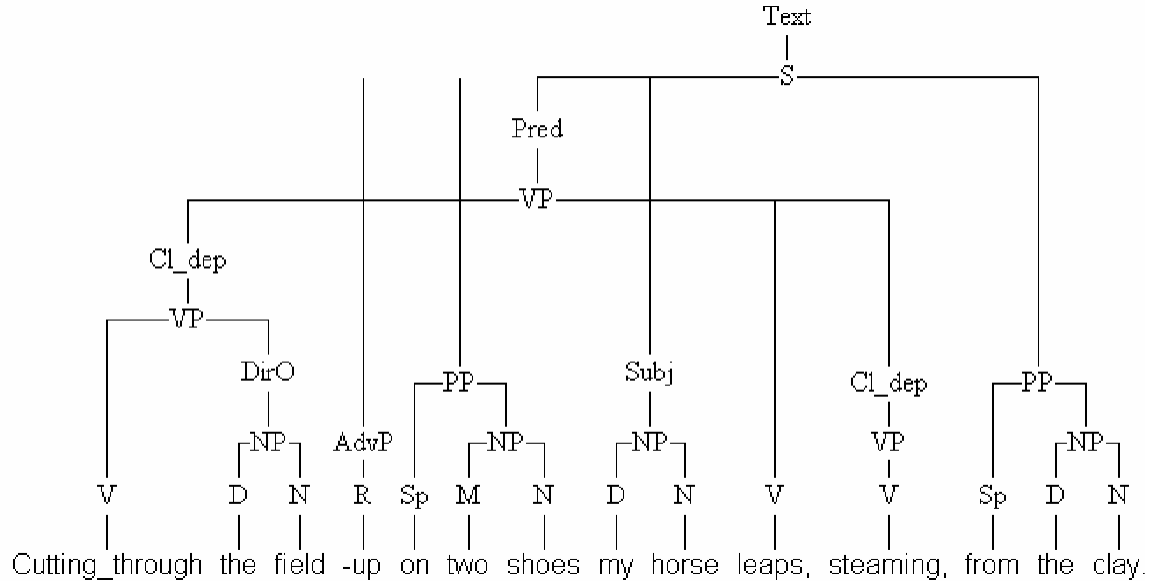 Text
S
Pred
VP
Cl_dep
VP
DirO PP Subj Cl_dep PP
NP AdvP NP NP VP NP
V D N R Sp M N D N V V Sp D N
Cutting_through the field -up on two shoes my horse leaps, steaming, from the clay.